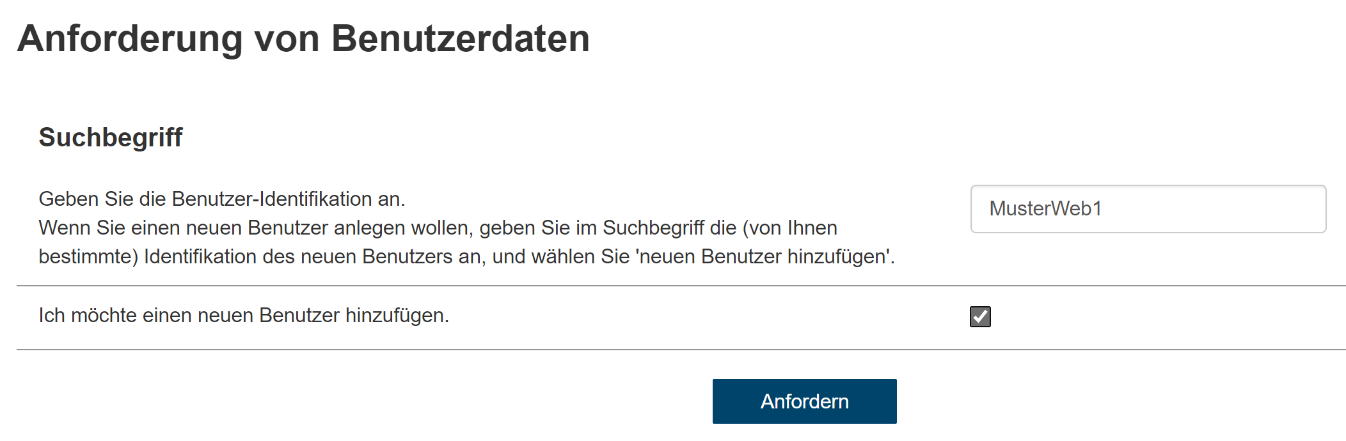 Anforderung von Benutzerdaten
Suchbegriff
Geben Sie die Benutzer-Identifikation an.
MusterWeb1
Wenn Sie einen neuen Benutzer anlegen wollen, geben Sie im Suchbegriff die (von Ihnen
bestimmte) Identifikation des neuen Benutzers an, und wählen Sie 'neuen Benutzer hinzufügen'.
Ich möchte einen neuen Benutzer hinzufügen.
Anfordern